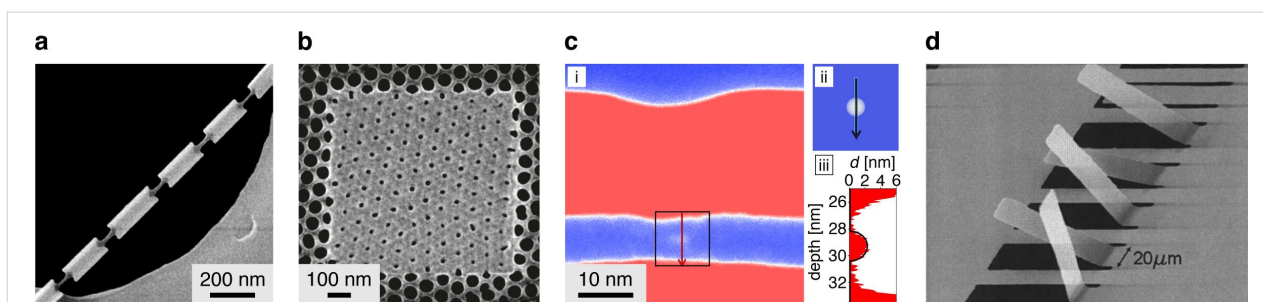 a
b
c
d
i
ii
iii
d [nm]
0 2 4 6
26
28
30
32
depth [nm]
200 nm
100 nm
10 nm
20μm